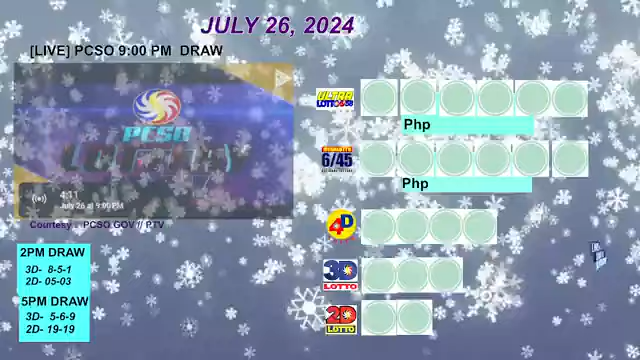 JULY 26, 2024
[LIVE] PCSO 9:00 PM DRAW
PCSO
4:11
July 26 at 9:00 PM
Courtesy : PCSO GOV // PTV
2PM DRAW
3D- 8-5-1
2D- 05-03
5PM DRAW
3D- 5-6-9
2D- 19-19
ULTRA
LOTTO 6/58
Php
MEGALOTTO
6/45
Php
4D
3D
LOTTO
2D
LOTTO